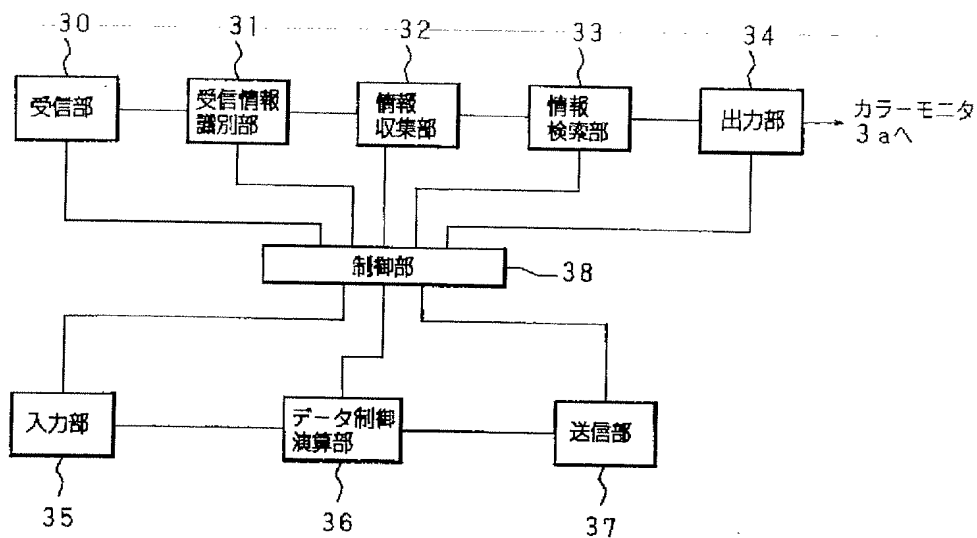 30
31
32
33
34
受信部
受信情報
識別部
情報
収集部
情報
検索部
出力部
カラーモニタ
3aへ
制御部
38
入力部
データ制御
演算部
送信部
35
36
37